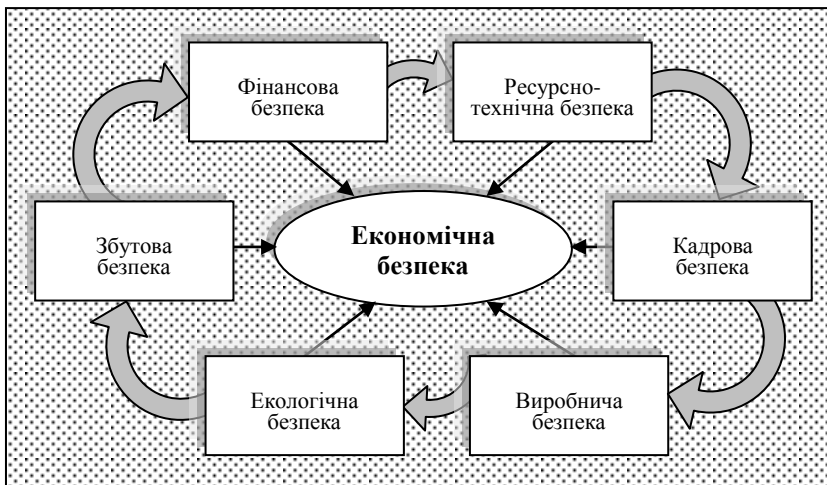 Фінансова
безпека
Ресурсно-
технічна безпека
Збутова
безпека
Економічна
безпека
Кадрова
безпека
Екологічна
безпека
Виробнича
безпека